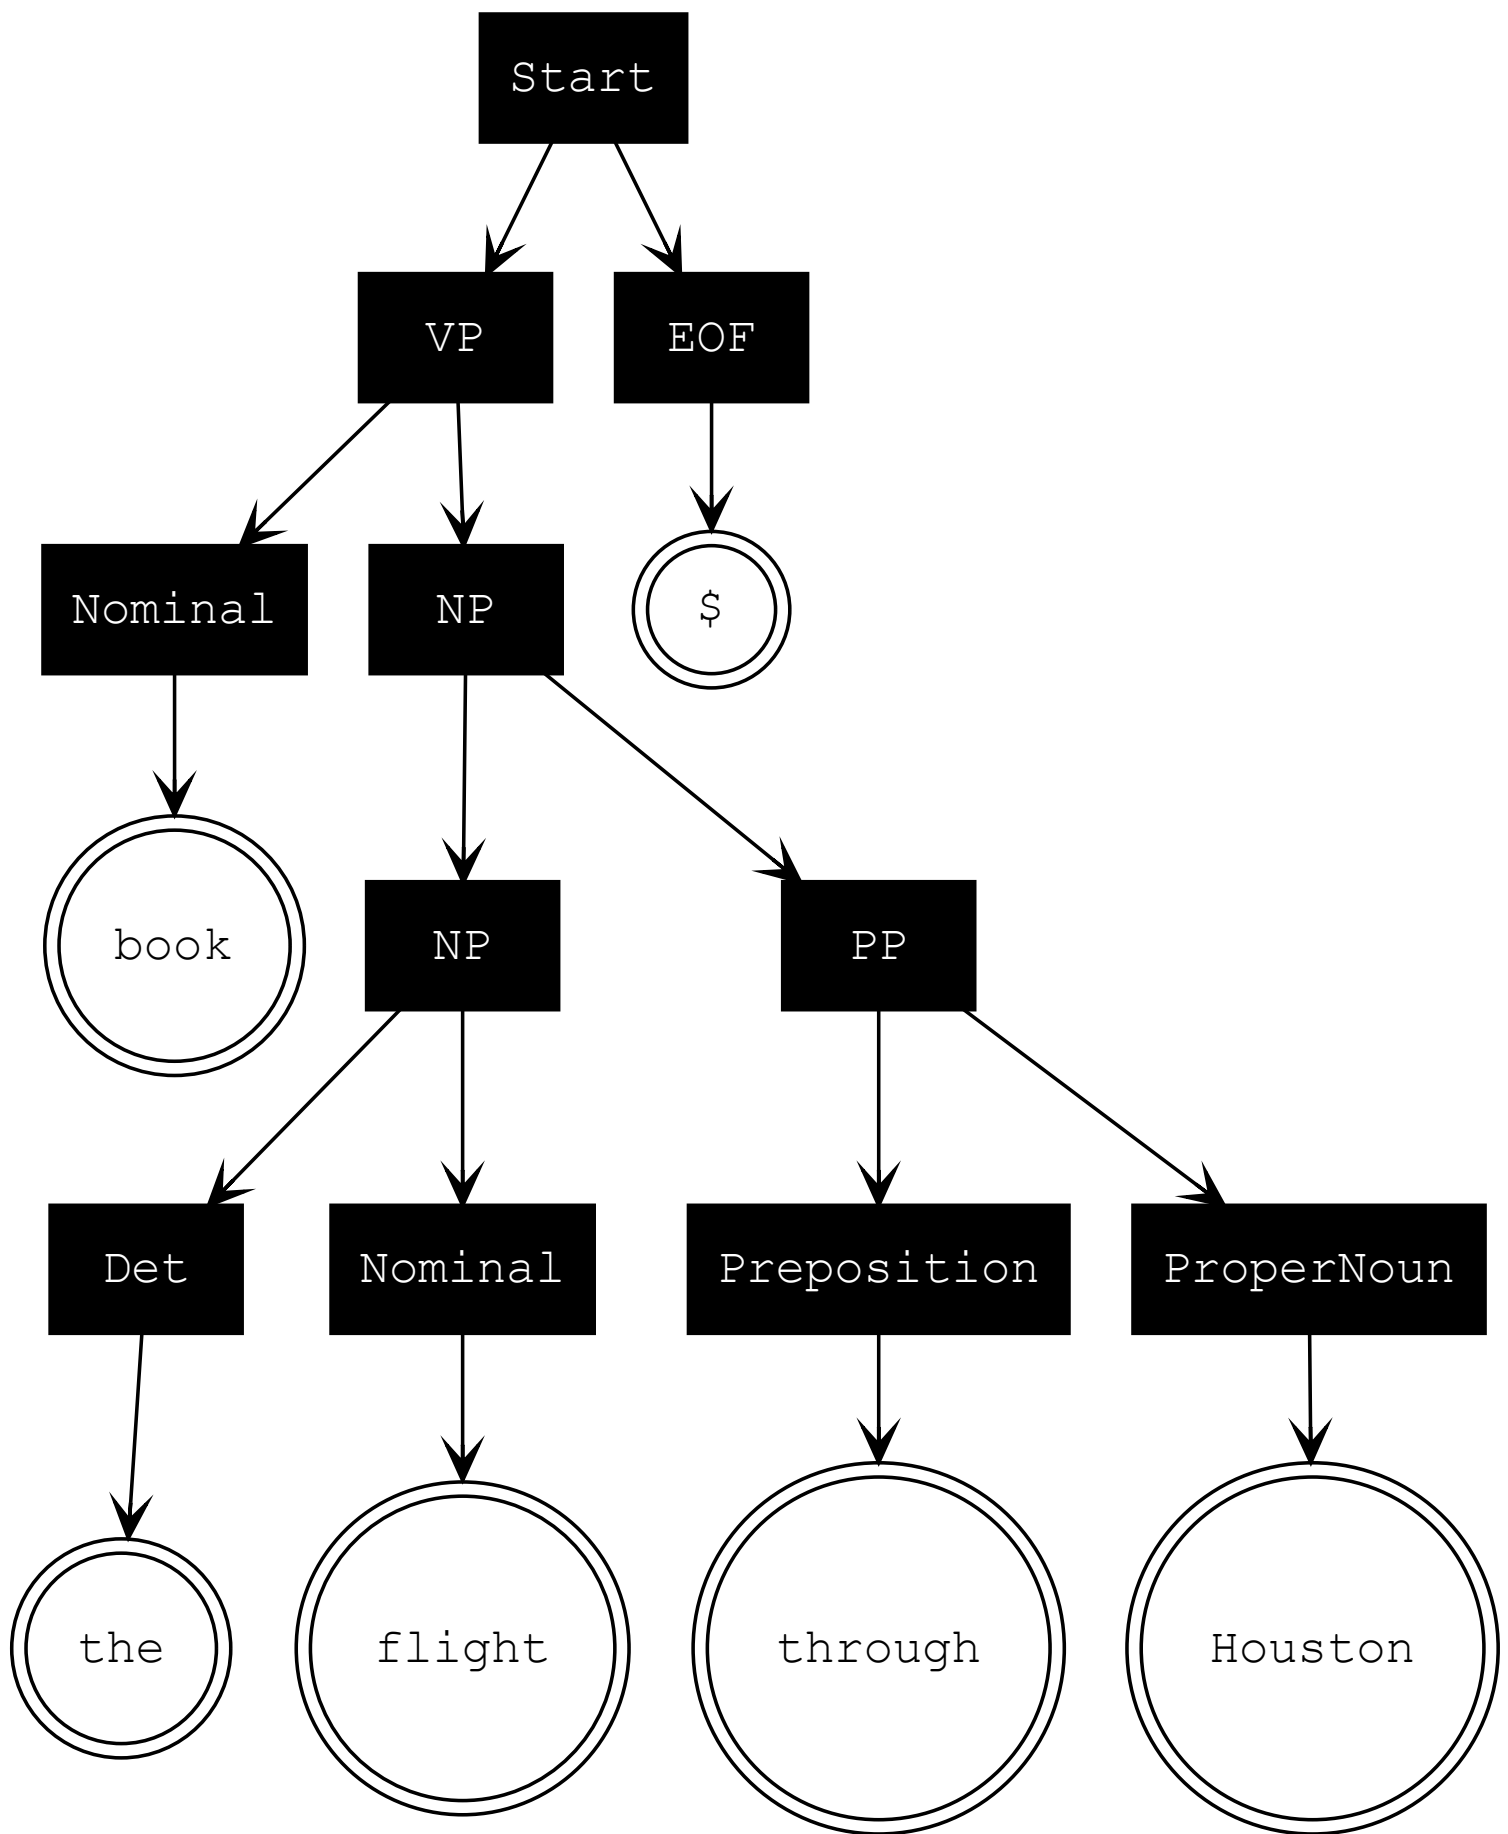 Start
VP EOF
Nominal NP $
book NP PP
Det Nominal Preposition ProperNoun
the flight through Houston